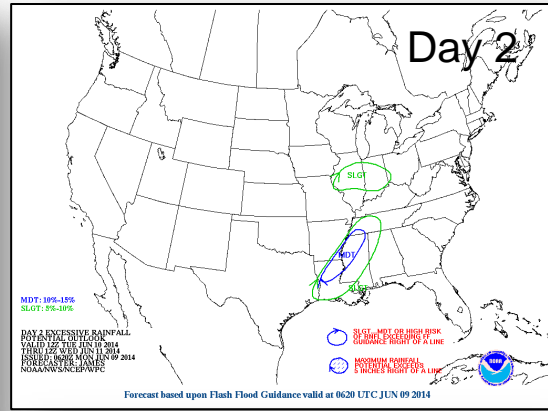 Day 2
SLGT
MDT
SLGT
MDT: 10%-15%
SLGT: 5%-10%
DAY 2 EXCESSIVE RAINFALL
POTENTIAL OUTLOOK
VALID 12Z TUE JUN 10 2014
THRU 12Z WED JUN 11 2014
ISSUED: 0620Z MON JUN 09 2014
FORECASTER: JAMES
NOAA/NWS/NCEP/WPC
SLGT, MDT OR HIGH RISK
OF RNFL EXCEEDING FF
GUIDANCE RIGHT OF A LINE
MAXIMUM RAINFALL
POTENTIAL EXCEEDS
5 INCHES RIGHT OF A LINE
NOAA
Forecast based upon Flash Flood Guidance valid at 0620 UTC JUN 09 2014